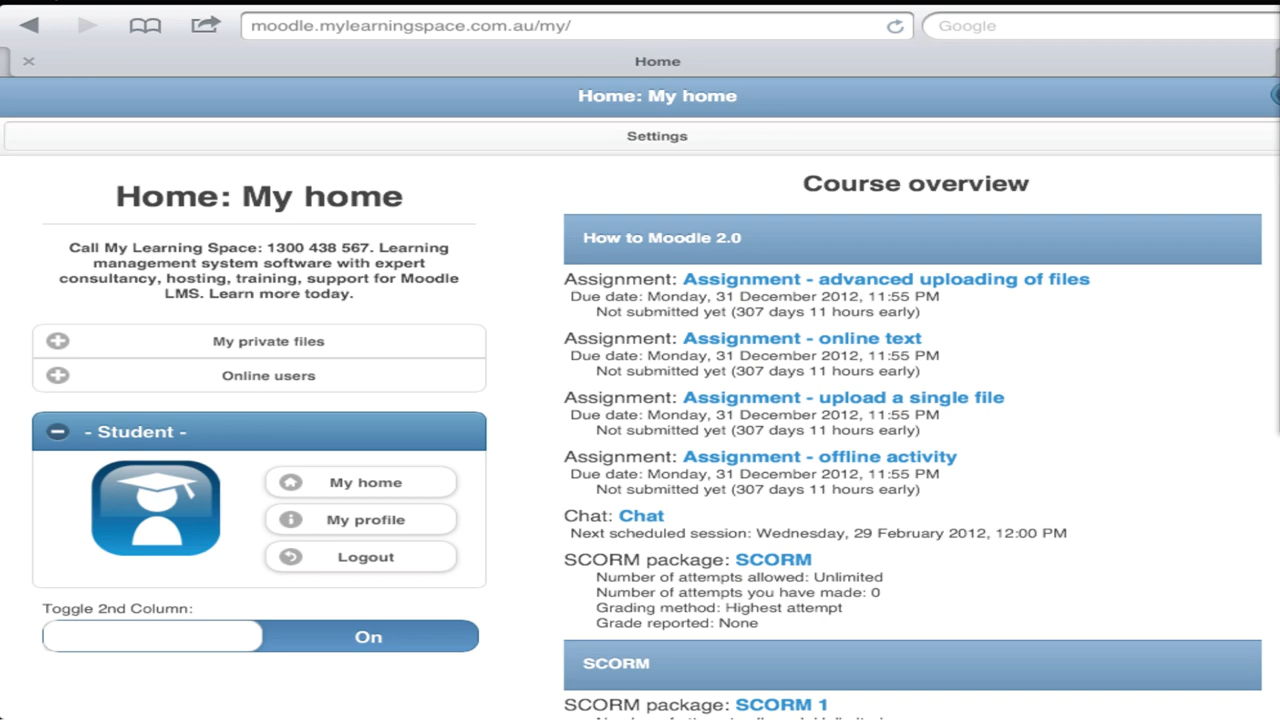 moodle.mylearningspace.com.au/my/
Google
Home
Home: My home
Settings
Home: My home
Call My Learning Space: 1300 438 567. Learning
management system software with expert
consultancy, hosting, training, support for Moodle
LMS. Learn more today.
My private files
Online users
- Student -
My home
My profile
Logout
Toggle 2nd Column:
On
Course overview
How to Moodle 2.0
Assignment: Assignment - advanced uploading of files
Due date: Monday, 31 December 2012, 11:55 PM
Not submitted yet (307 days 11 hours early)
Assignment: Assignment - online text
Due date: Monday, 31 December 2012, 11:55 PM
Not submitted yet (307 days 11 hours early)
Assignment: Assignment - upload a single file
Due date: Monday, 31 December 2012, 11:55 PM
Not submitted yet (307 days 11 hours early)
Assignment: Assignment - offline activity
Due date: Monday, 31 December 2012, 11:55 PM
Not submitted yet (307 days 11 hours early)
Chat: Chat
Next scheduled session: Wednesday, 29 February 2012, 12:00 PM
SCORM package: SCORM
Number of attempts allowed: Unlimited
Number of attempts you have made: 0
Grading method: Highest attempt
Grade reported: None
SCORM
SCORM package: SCORM 1